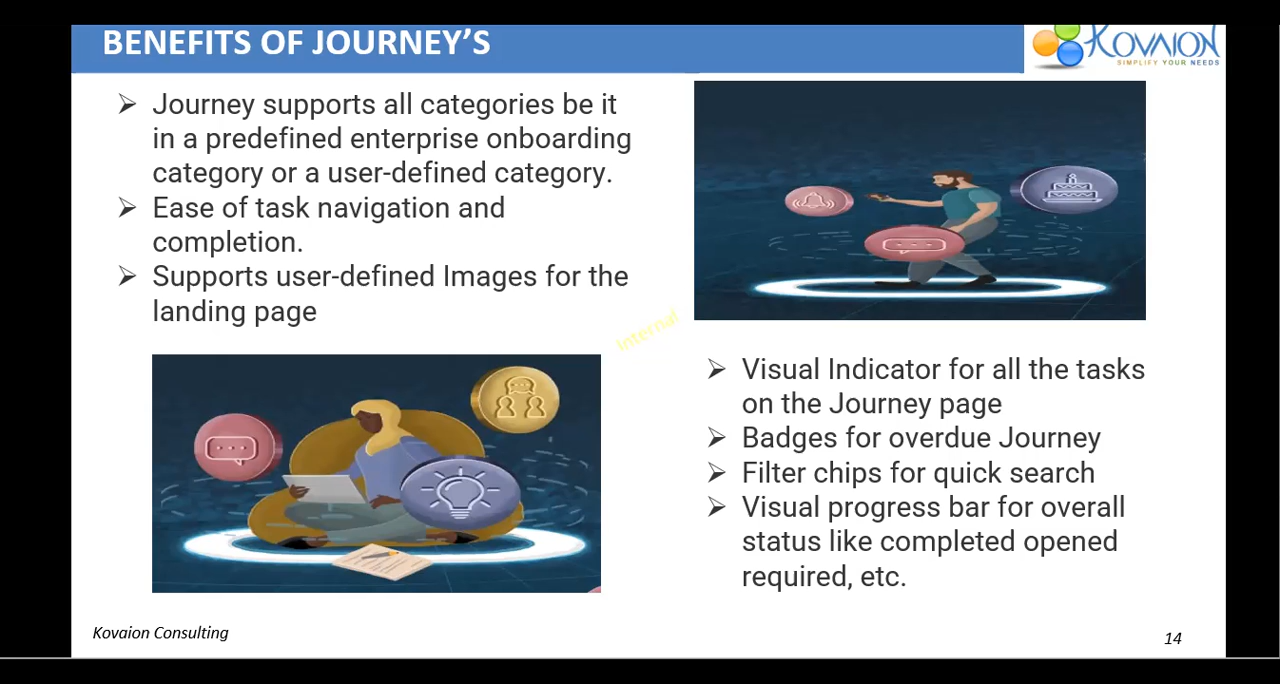 BENEFITS OF JOURNEY'S
KOVAION
SIMPLIFY YOUR NEEDS
➢ Journey supports all categories be it
in a predefined enterprise onboarding
category or a user-defined category.
➢ Ease of task navigation and
completion.
➢ Supports user-defined Images for the
landing page
Internal
➢ Visual Indicator for all the tasks
on the Journey page
➢ Badges for overdue Journey
➢ Filter chips for quick search
➢ Visual progress bar for overall
status like completed opened
required, etc.
Kovaion Consulting
14